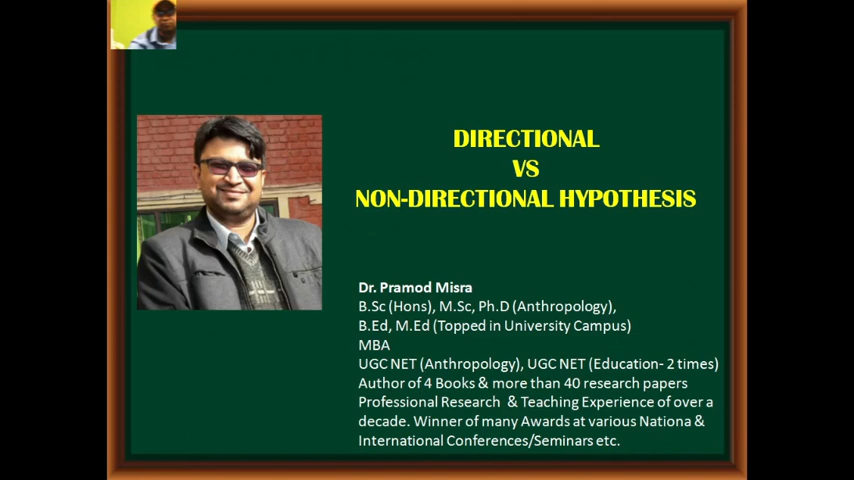 DIRECTIONAL
VS
NON-DIRECTIONAL HYPOTHESIS
Dr. Pramod Misra
B.Sc (Hons), M.Sc, Ph.D (Anthropology),
B.Ed, M.Ed (Topped in University Campus)
MBA
UGC NET (Anthropology), UGC NET (Education- 2 times)
Author of 4 Books & more than 40 research papers
Professional Research & Teaching Experience of over a
decade. Winner of many Awards at various Nationa &
International Conferences/Seminars etc.